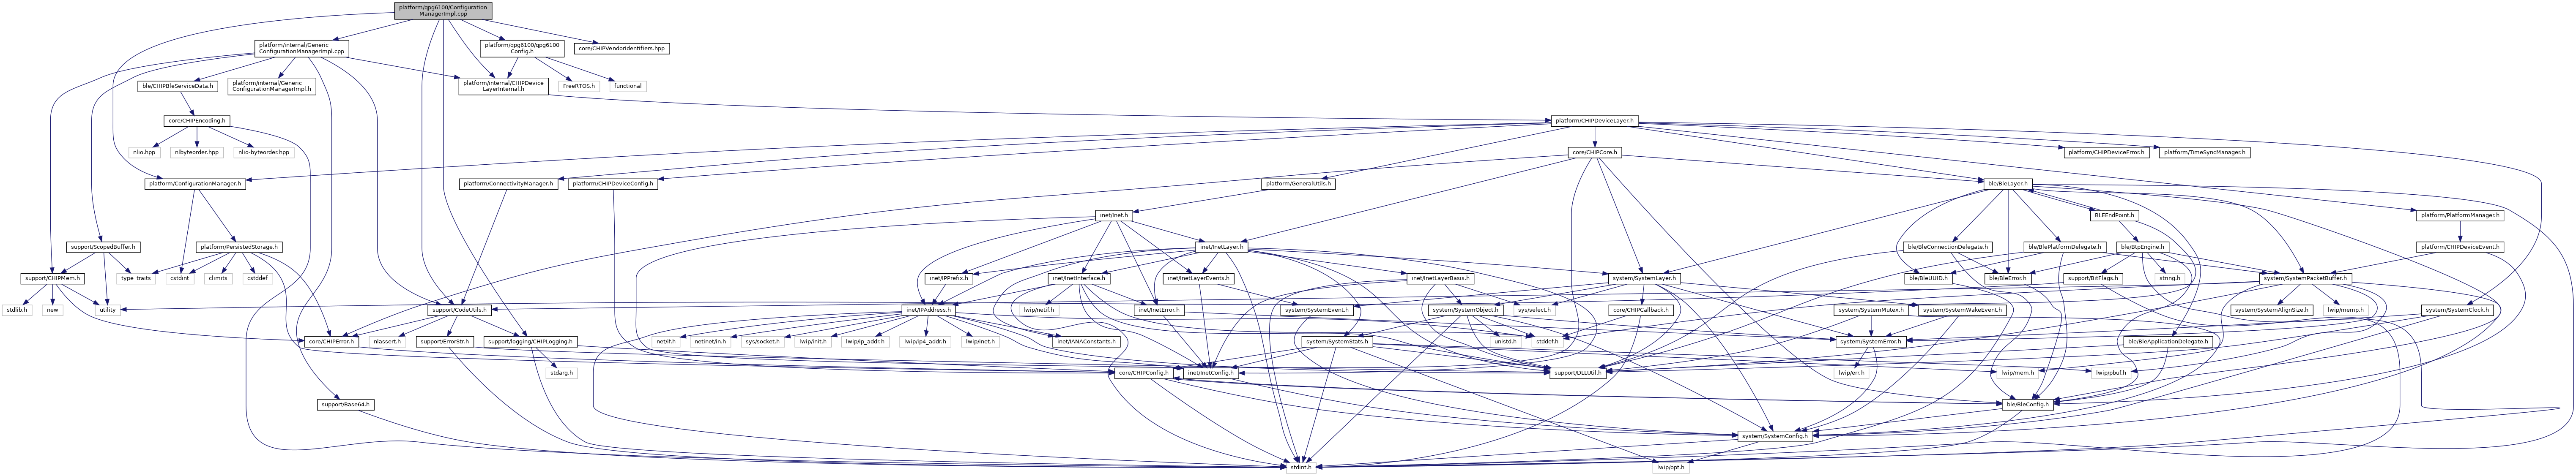 platform/qpg6100/Configuration
ManagerImpl.cpp
platform/internal/Generic
ConfigurationManagerImpl.cpp
platform/qpg6100/qpg6100
Config.h
core/CHIPVendorIdentifiers.hpp
ble/CHIPBleServiceData.h
platform/internal/Generic
ConfigurationManagerImpl.h
platform/internal/CHIPDevice
LayerInternal.h
FreeRTOS.h
functional
core/CHIPEncoding.h
platform/CHIPDeviceLayer.h
nlio.hpp
nlbyteorder.hpp
nlio-byteorder.hpp
core/CHIPCore.h
platform/CHIPDeviceError.h
platform/TimeSyncManager.h
platform/ConfigurationManager.h
platform/ConnectivityManager.h
platform/CHIPDeviceConfig.h
platform/GeneralUtils.h
ble/BleLayer.h
inet/Inet.h
BLEEndPoint.h
platform/PlatformManager.h
support/ScopedBuffer.h
platform/PersistedStorage.h
inet/InetLayer.h
ble/BleConnectionDelegate.h
ble/BlePlatformDelegate.h
ble/BtpEngine.h
platform/CHIPDeviceEvent.h
support/CHIPMem.h
type_traits
cstdint
climits
cstddef
inet/IPPrefix.h
inet/InetInterface.h
inet/InetLayerEvents.h
inet/InetLayerBasis.h
system/SystemLayer.h
ble/BleUUID.h
ble/BleError.h
support/BitFlags.h
string.h
system/SystemPacketBuffer.h
stdlib.h
new
utility
support/CodeUtils.h
inet/IPAddress.h
lwip/netif.h
inet/InetError.h
system/SystemEvent.h
system/SystemObject.h
sys/select.h
core/CHIPCallback.h
system/SystemMutex.h
system/SystemWakeEvent.h
system/SystemAlignSize.h
lwip/memp.h
system/SystemClock.h
core/CHIPError.h
nlassert.h
support/ErrorStr.h
support/logging/CHIPLogging.h
net/if.h
netinet/in.h
sys/socket.h
lwip/init.h
lwip/ip_addr.h
lwip/ip4_addr.h
lwip/inet.h
inet/IANAConstants.h
system/SystemStats.h
unistd.h
stddef.h
system/SystemError.h
ble/BleApplicationDelegate.h
stdarg.h
core/CHIPConfig.h
inet/InetConfig.h
support/DLLUtil.h
lwip/err.h
lwip/mem.h
lwip/pbuf.h
support/Base64.h
ble/BleConfig.h
system/SystemConfig.h
stdint.h
lwip/opt.h